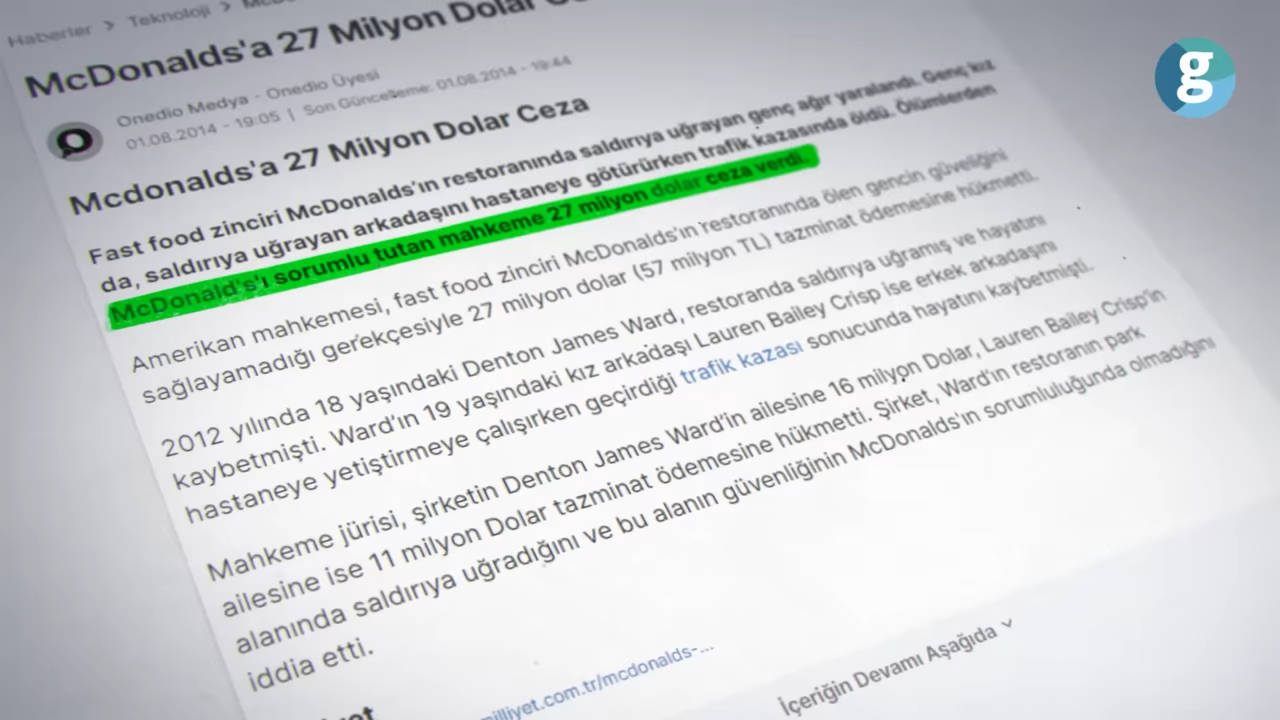 Haberler > Teknoloji >
McDonalds'a 27 Milyon Dolar
Onedio Medya - Onedio Üyesi
01.08.2014 - 19:05 | Son Güncelleme: 01.08.2014 - 19:44
Mcdonalds'a 27 Milyon Dolar Ceza
Fast food zinciri McDonalds'ın restoranında saldırıya uğrayan genç ağır yaralandı. Genç kız
da, saldırıya uğrayan arkadaşını hastaneye götürürken trafik kazasında öldü. Ölümlerden
McDonald's'ı sorumlu tutan mahkeme 27 milyon dolar ceza verdi.
Amerikan mahkemesi, fast food zinciri McDonalds'ın restoranında ölen gencin güveliğini
sağlayamadığı gerekçesiyle 27 milyon dolar (57 milyon TL) tazminat ödemesine hükmetti.
2012 yılında 18 yaşındaki Denton James Ward, restoranda saldırıya uğramış ve hayatını
kaybetmişti. Ward'ın 19 yaşındaki kız arkadaşı Lauren Bailey Crisp ise erkek arkadaşını
hastaneye yetiştirmeye çalışırken geçirdiği trafik kazası sonucunda hayatını kaybetmişti.
Mahkeme jürisi, şirketin Denton James Ward'in ailesine 16 milyon Dolar, Lauren Bailey Crisp'in
ailesine ise 11 milyon Dolar tazminat ödemesine hükmetti. Şirket, Ward'in restoranın park
alanında saldırıya uğradığını ve bu alanın güvenliğinin McDonalds'ın sorumluluğunda olmadığını
iddia etti.
milliyet.com.tr/mcdonalds-...
İçeriğin Devamı Aşağıda
g